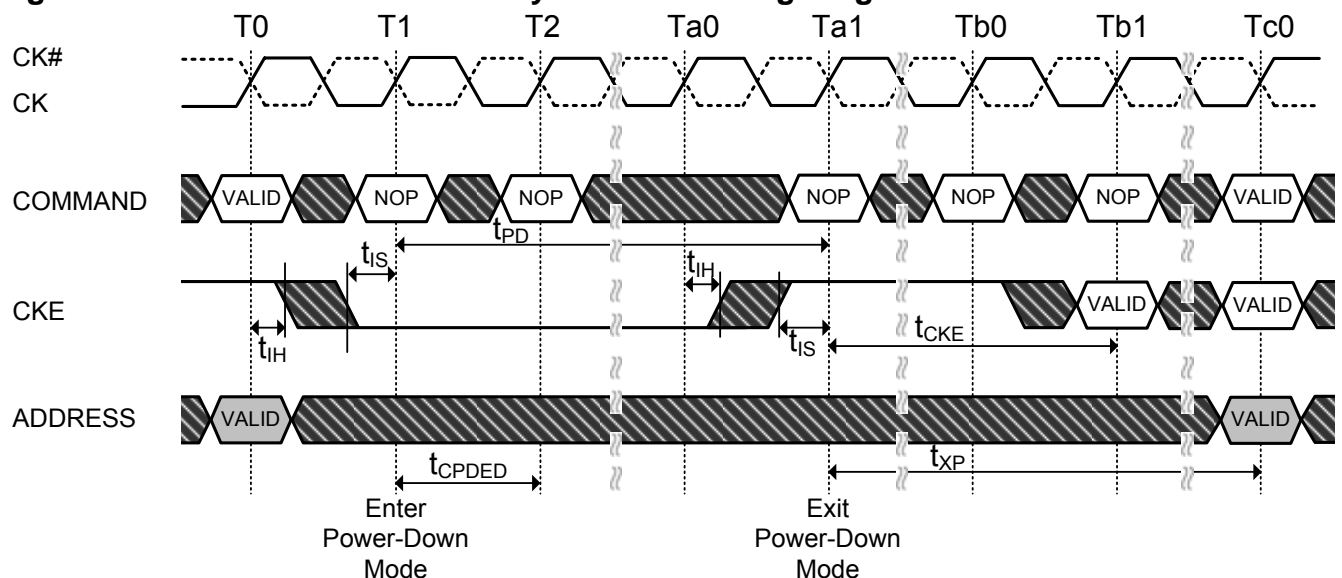 T0 T1 T2 Ta0 Ta1 Tb0 Tb1 Tc0
CK#
CK
COMMAND VALID NOP NOP NOP NOP NOP VALID
tPD
tIS tIH
CKE VALID VALID
tIH tIS tCKE
ADDRESS VALID VALID
tCPDED tXP
Enter
Power-Down
Mode
Exit
Power-Down
Mode